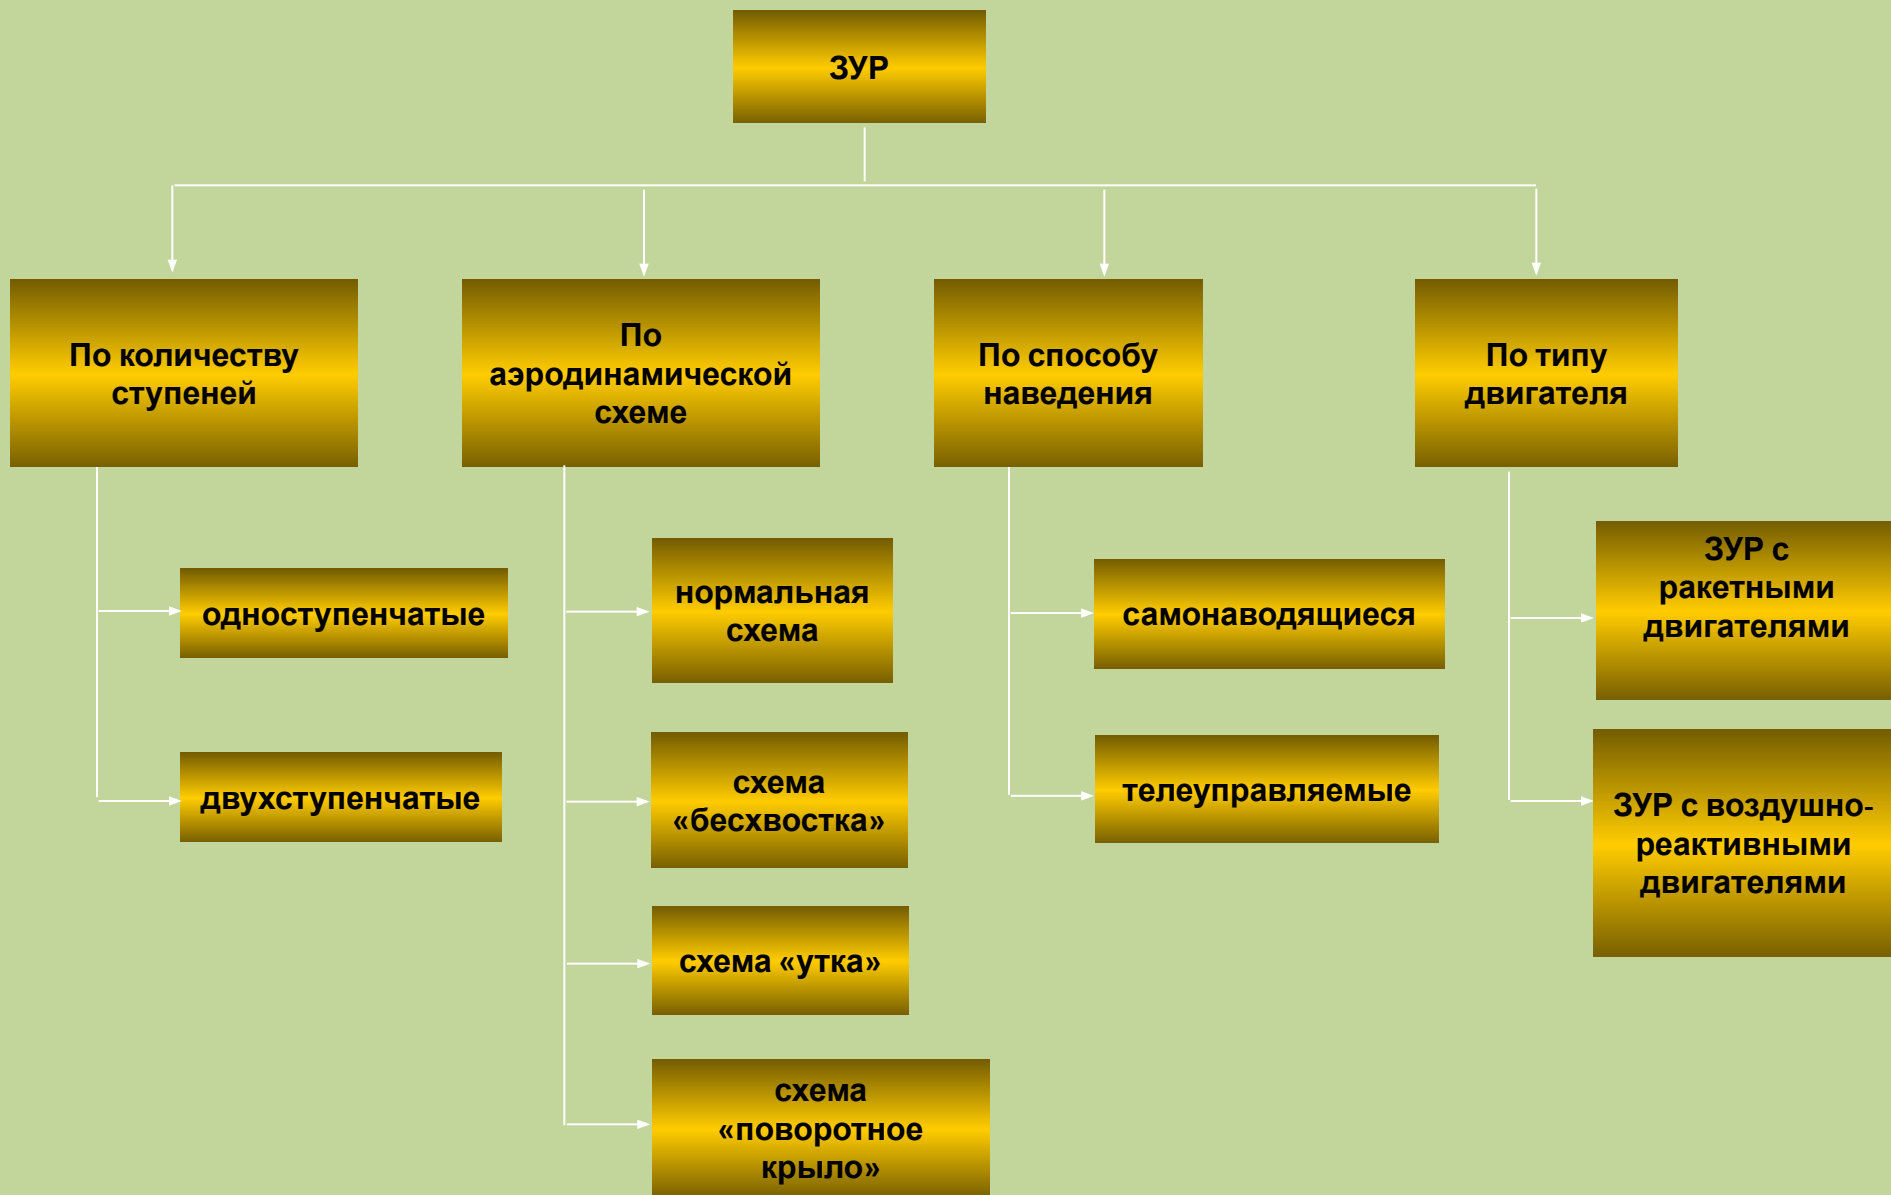 ЗУР
По количеству
ступеней
По
аэродинамической
схеме
По способу
наведения
По типу
двигателя
одноступенчатые
двухступенчатые
нормальная
схема
схема
«бесхвостка»
схема «утка»
схема
«поворотное
крыло»
самонаводящиеся
телеуправляемые
ЗУР с
ракетными
двигателями
ЗУР с воздушно-
реактивными
двигателями